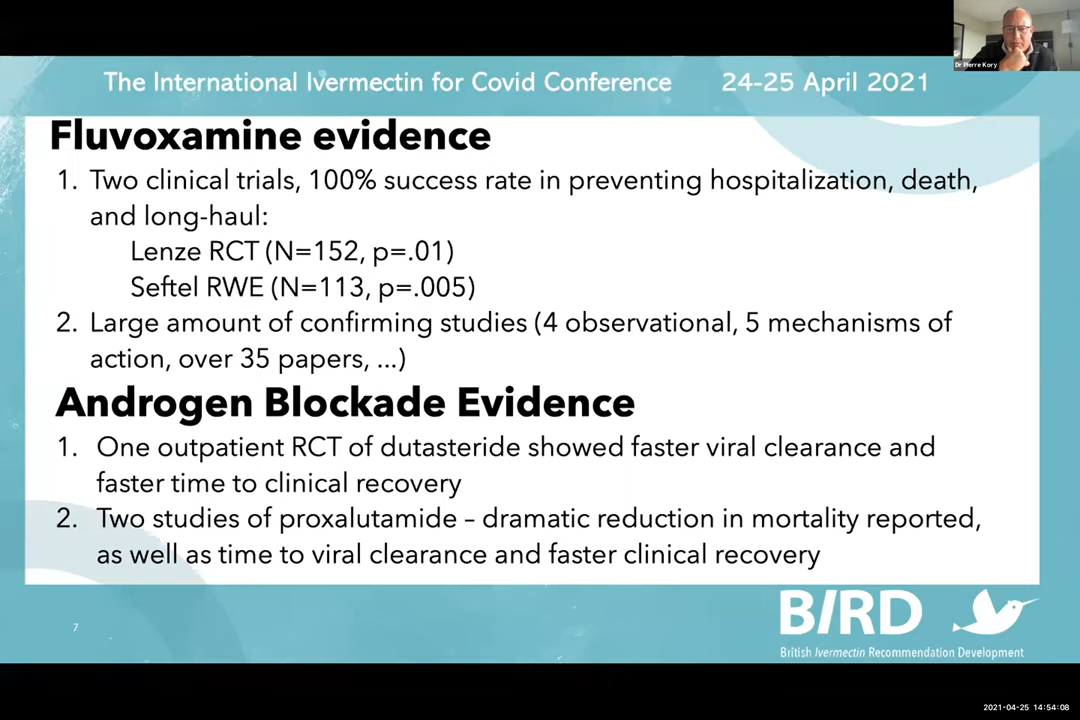 Dr Pierre Kory
The International Ivermectin for Covid Conference 24-25 April 2021
Fluvoxamine evidence
1. Two clinical trials, 100% success rate in preventing hospitalization, death,
and long-haul:
Lenze RCT (N=152, p=.01)
Seftel RWE (N=113, p=.005)
2. Large amount of confirming studies (4 observational, 5 mechanisms of
action, over 35 papers, ...)
Androgen Blockade Evidence
1. One outpatient RCT of dutasteride showed faster viral clearance and
faster time to clinical recovery
2. Two studies of proxalutamide – dramatic reduction in mortality reported,
as well as time to viral clearance and faster clinical recovery
7
BIRD
British Ivermectin Recommendation Development
2021-04-25 14:54:08